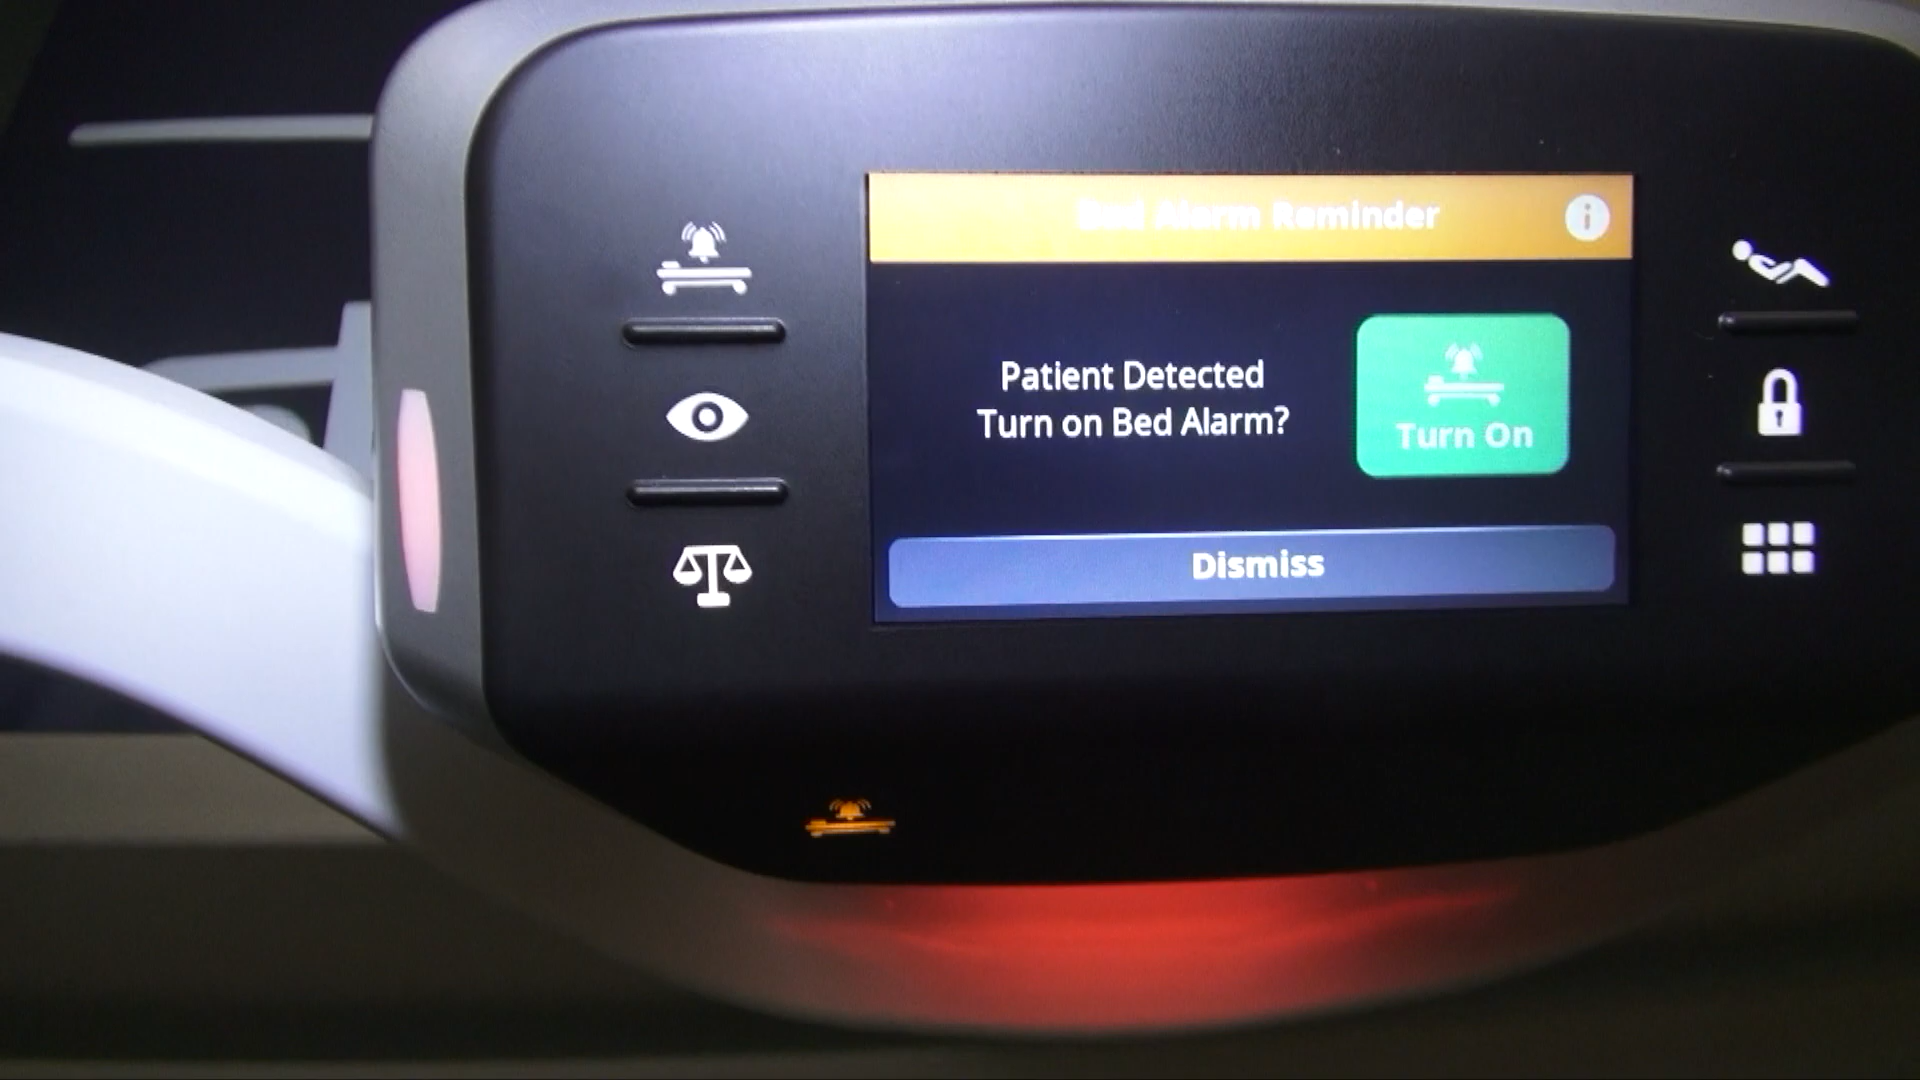 Bed Alarm Reminder
Patient Detected
Turn on Bed Alarm?
Turn On
Dismiss